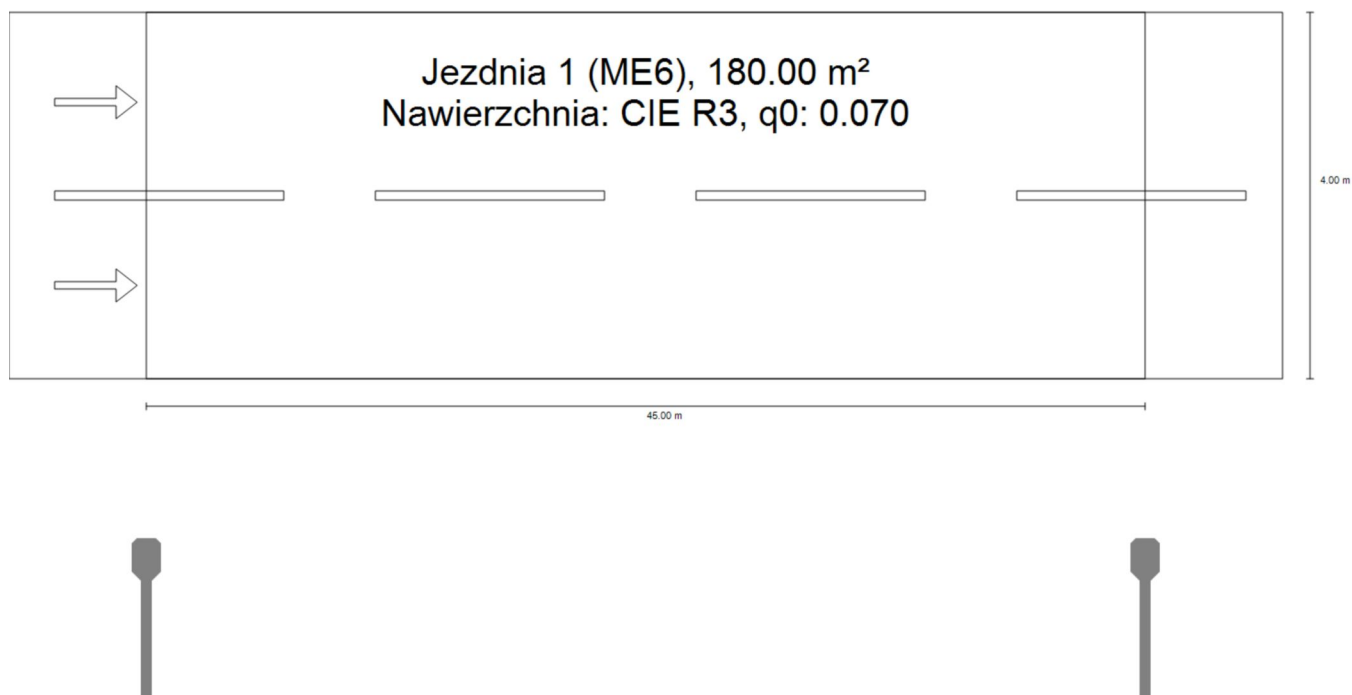 Jezdnia 1 (ME6), 180.00 m²
Nawierzchnia: CIE R3, q0: 0.070
4.00 m
45.00 m